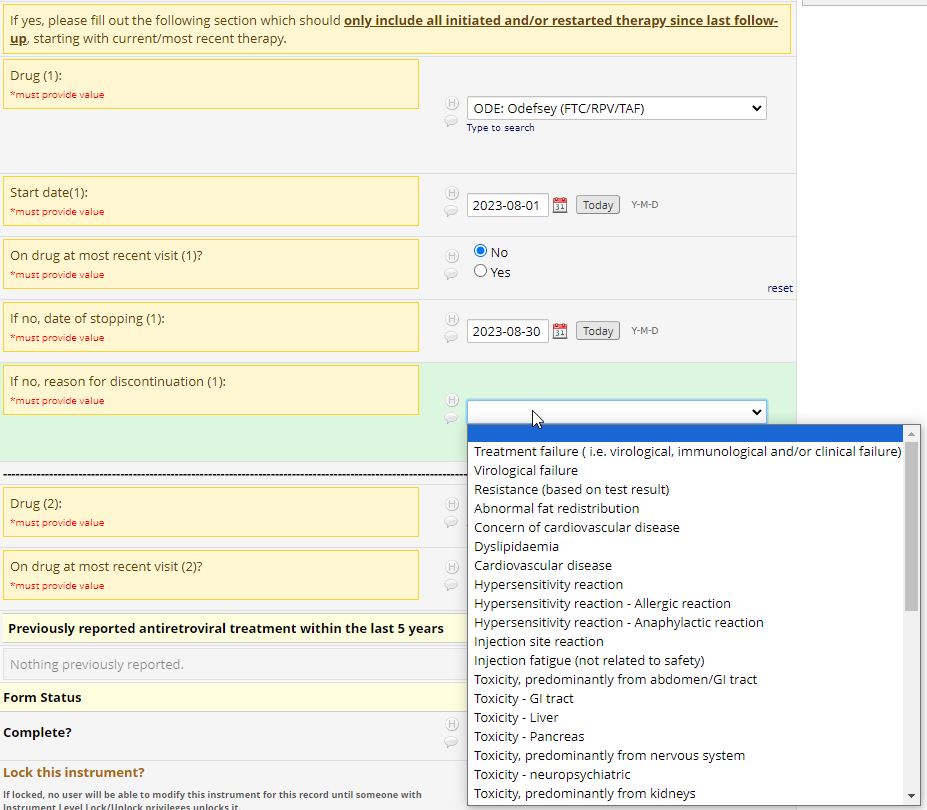 If yes, please fill out the following section which should only include all initiated and/or restarted therapy since last follow-
up, starting with current/most recent therapy.
Drug (1):
*must provide value
H
ODE: Odefsey (FTC/RPV/TAF)
Type to search
Start date(1):
*must provide value
H
2023-08-01
31
Today
Y-M-D
On drug at most recent visit (1)?
*must provide value
H
No
Yes
reset
If no, date of stopping (1):
*must provide value
H
2023-08-30
31
Today
Y-M-D
If no, reason for discontinuation (1):
*must provide value
H
Treatment failure ( i.e. virological, immunological and/or clinical failure)
Virological failure
Resistance (based on test result)
Abnormal fat redistribution
Concern of cardiovascular disease
Dyslipidaemia
Cardiovascular disease
Hypersensitivity reaction
Hypersensitivity reaction - Allergic reaction
Hypersensitivity reaction - Anaphylactic reaction
Injection site reaction
Injection fatigue (not related to safety)
Toxicity, predominantly from abdomen/GI tract
Toxicity - GI tract
Toxicity - Liver
Toxicity - Pancreas
Toxicity, predominantly from nervous system
Toxicity - neuropsychiatric
Toxicity, predominantly from kidneys
Drug (2):
*must provide value
H
On drug at most recent visit (2)?
*must provide value
H
Previously reported antiretroviral treatment within the last 5 years
Nothing previously reported.
Form Status
Complete?
H
Lock this instrument?
If locked, no user will be able to modify this instrument for this record until someone with
Instrument Level Lock/Unlock privileges unlocks it.